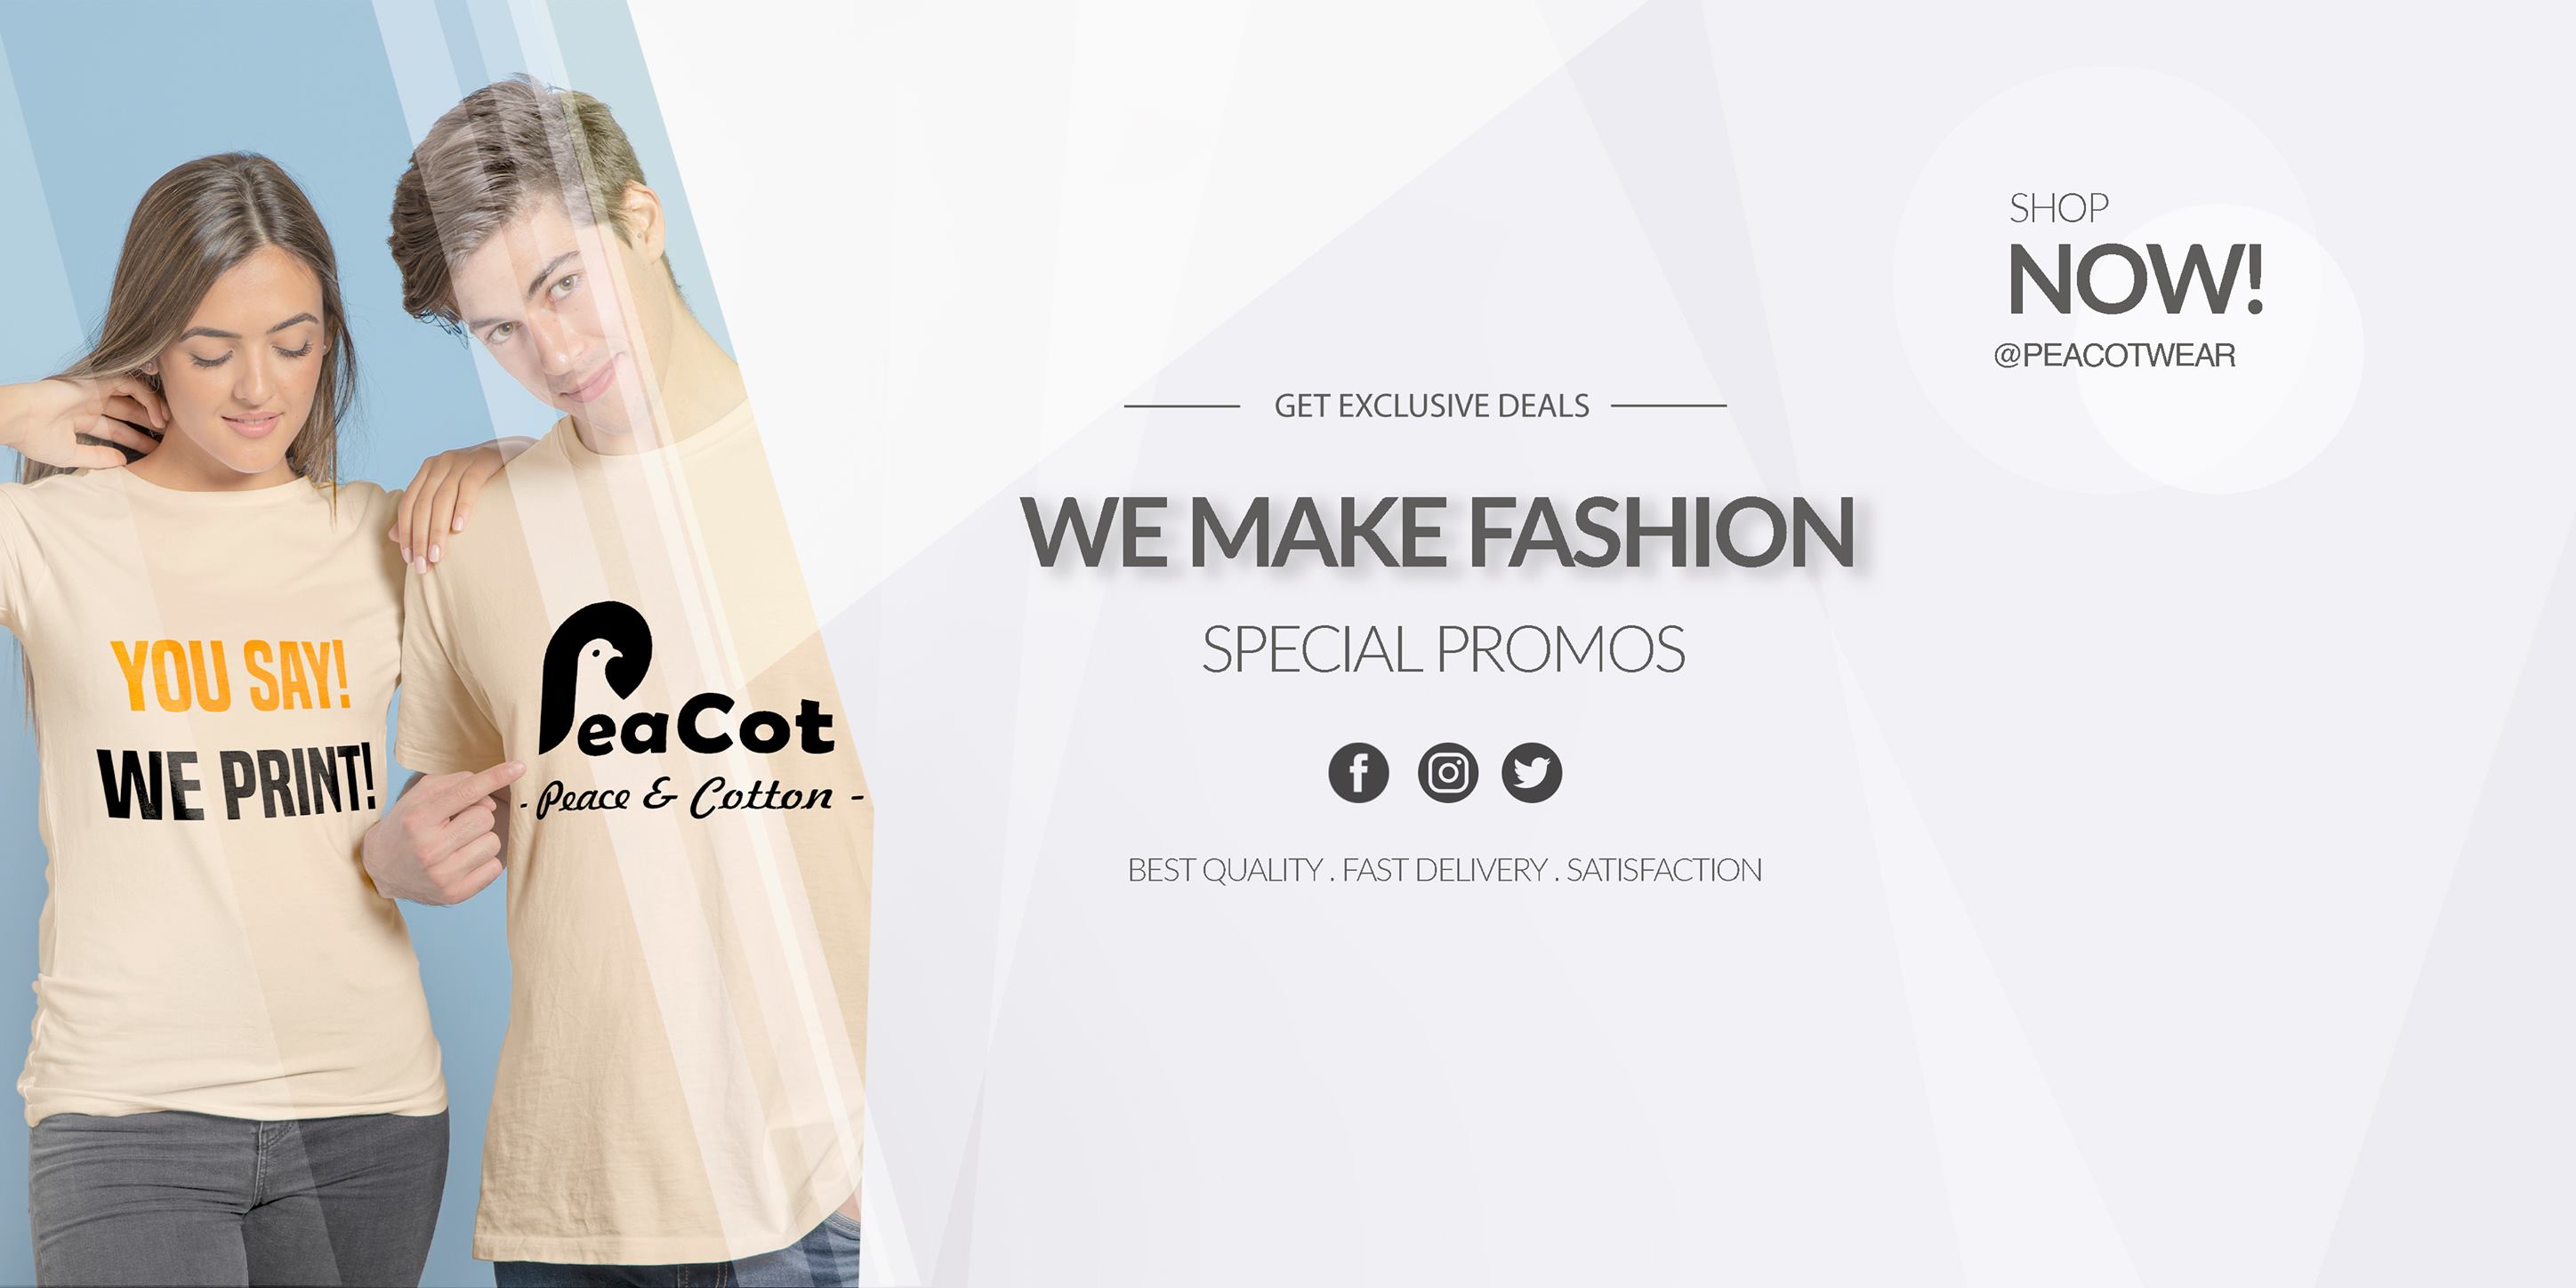 YOU SAY!
WE PRINT!
PeaCot
- Peace & Cotton -
GET EXCLUSIVE DEALS
WE MAKE FASHION
SPECIAL PROMOS
BEST QUALITY . FAST DELIVERY . SATISFACTION
SHOP
NOW!
@PEACOTWEAR